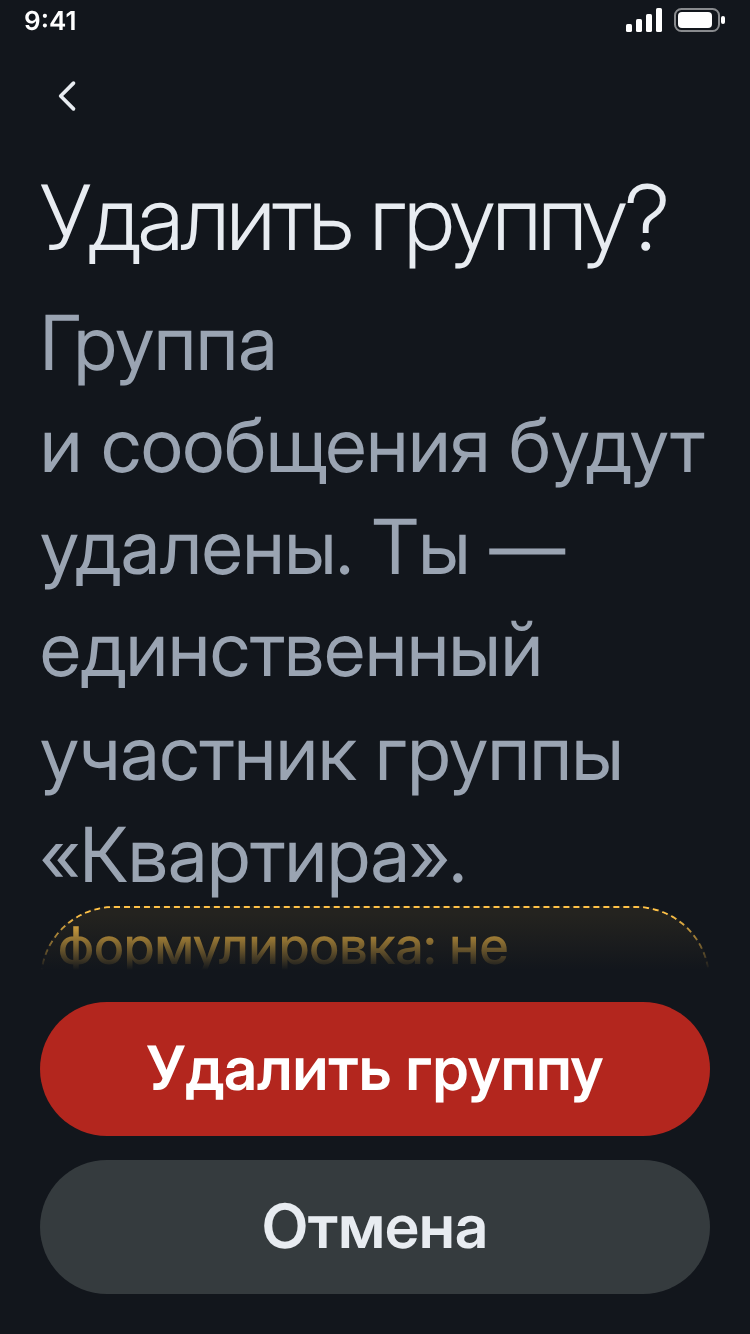 9:41
Удалить группу?
Группа
и сообщения будут
удалены. Ты —
единственный
участник группы
«Квартира».
формулировка: не
Удалить группу
Отмена